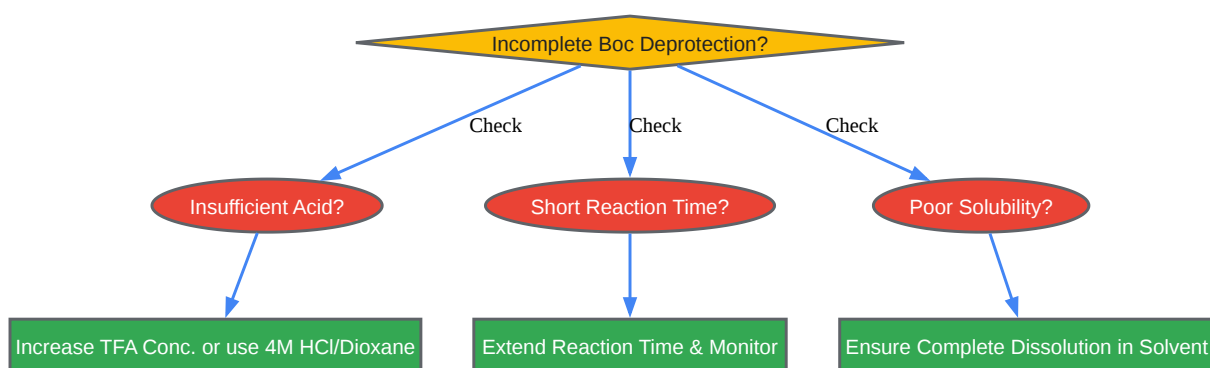 Incomplete Boc Deprotection?
Check Check Check
Insufficient Acid? Short Reaction Time? Poor Solubility?
Increase TFA Conc. or use 4M HCl/Dioxane Extend Reaction Time & Monitor Ensure Complete Dissolution in Solvent